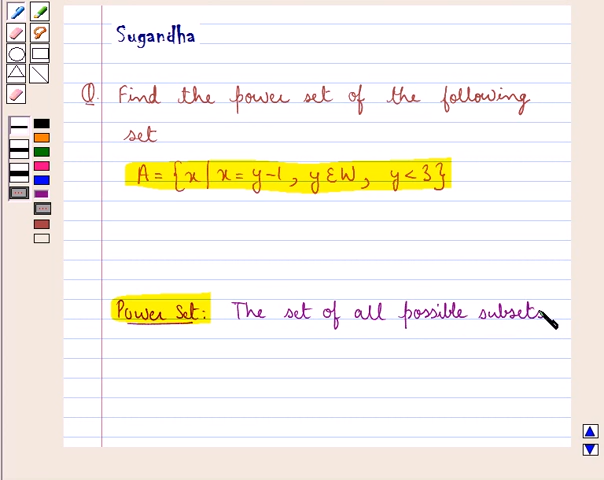 Sugandha
Q. Find the power set of the following
set
A = {x | x = y-1, y ε W, y < 3}
Power Set: The set of all possible subsets